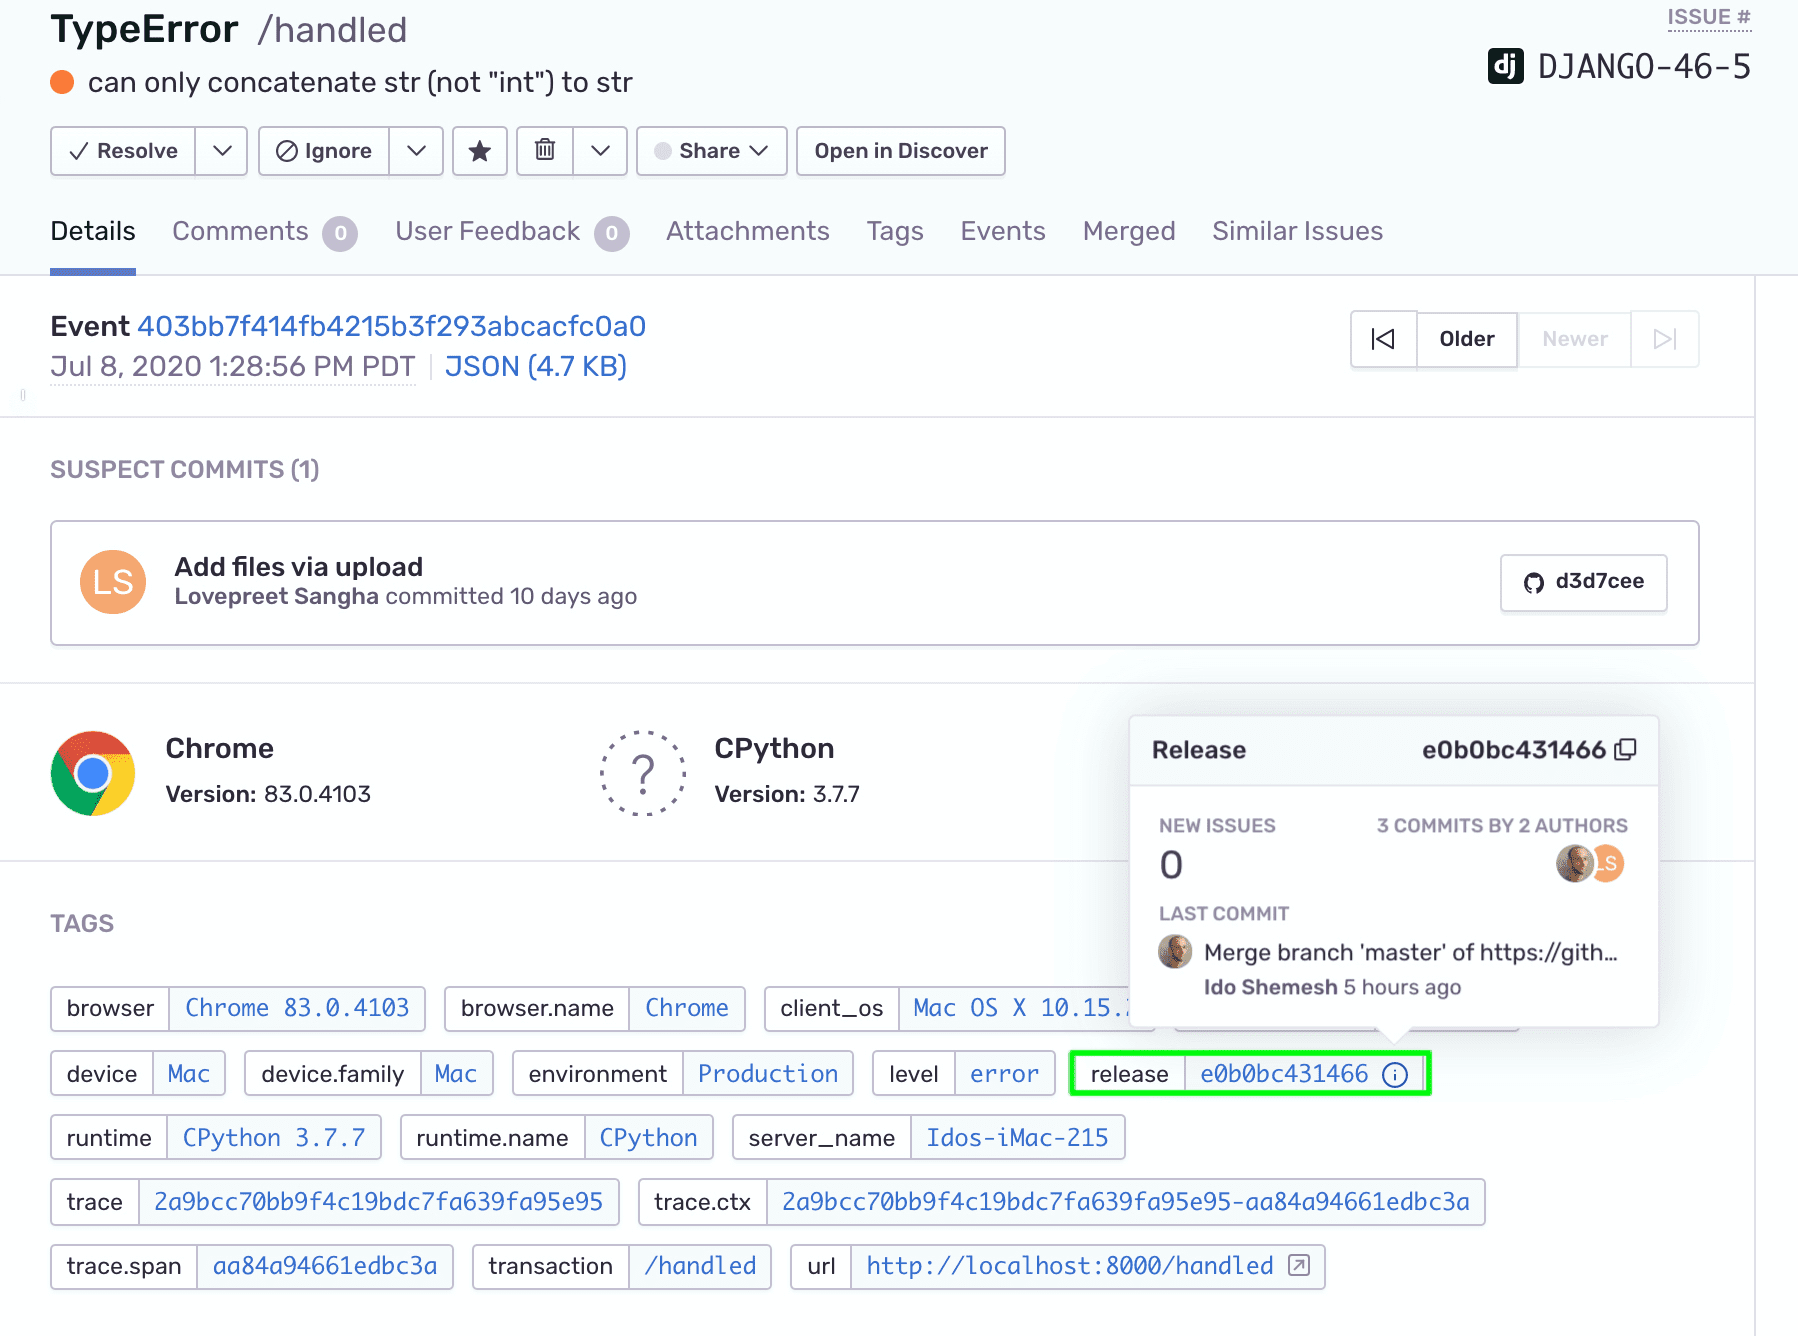 TypeError /handled
ISSUE #
can only concatenate str (not "int") to str
dj DJANGO-46-5
Resolve Ignore Share Open in Discover
Details Comments 0 User Feedback 0 Attachments Tags Events Merged Similar Issues
Event 403bb7f414fb4215b3f293abcacfc0a0
Jul 8, 2020 1:28:56 PM PDT JSON (4.7 KB)
Older Newer
SUSPECT COMMITS (1)
LS
Add files via upload
Lovepreet Sangha committed 10 days ago
d3d7cee
Chrome
Version: 83.0.4103
?
CPython
Version: 3.7.7
Release e0b0bc431466
NEW ISSUES 3 COMMITS BY 2 AUTHORS
0 LS
LAST COMMIT
Merge branch 'master' of https://gith...
Ido Shemesh 5 hours ago
TAGS
browser Chrome 83.0.4103 browser.name Chrome client_os Mac OS X 10.15.
device Mac device.family Mac environment Production level error release e0b0bc431466
runtime CPython 3.7.7 runtime.name CPython server_name Idos-iMac-215
trace 2a9bcc70bb9f4c19bdc7fa639fa95e95 trace.ctx 2a9bcc70bb9f4c19bdc7fa639fa95e95-aa84a94661edbc3a
trace.span aa84a94661edbc3a transaction /handled url http://localhost:8000/handled